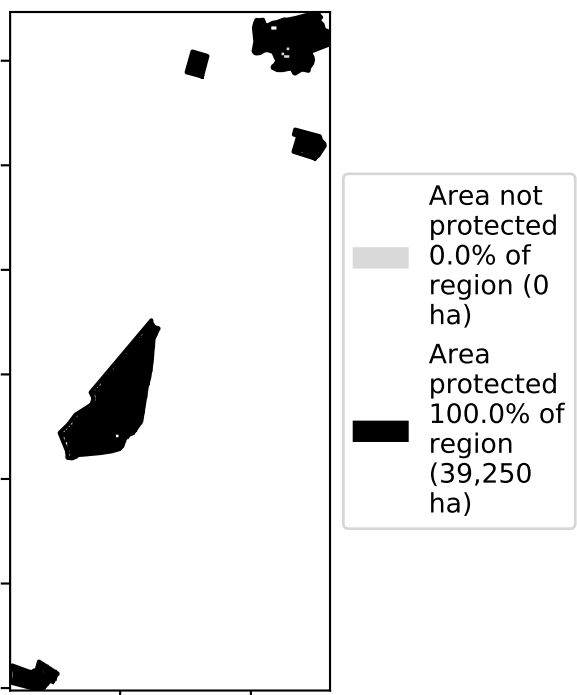 Area not
protected
0.0% of
region (0
ha)
Area
protected
100.0% of
region
(39,250
ha)